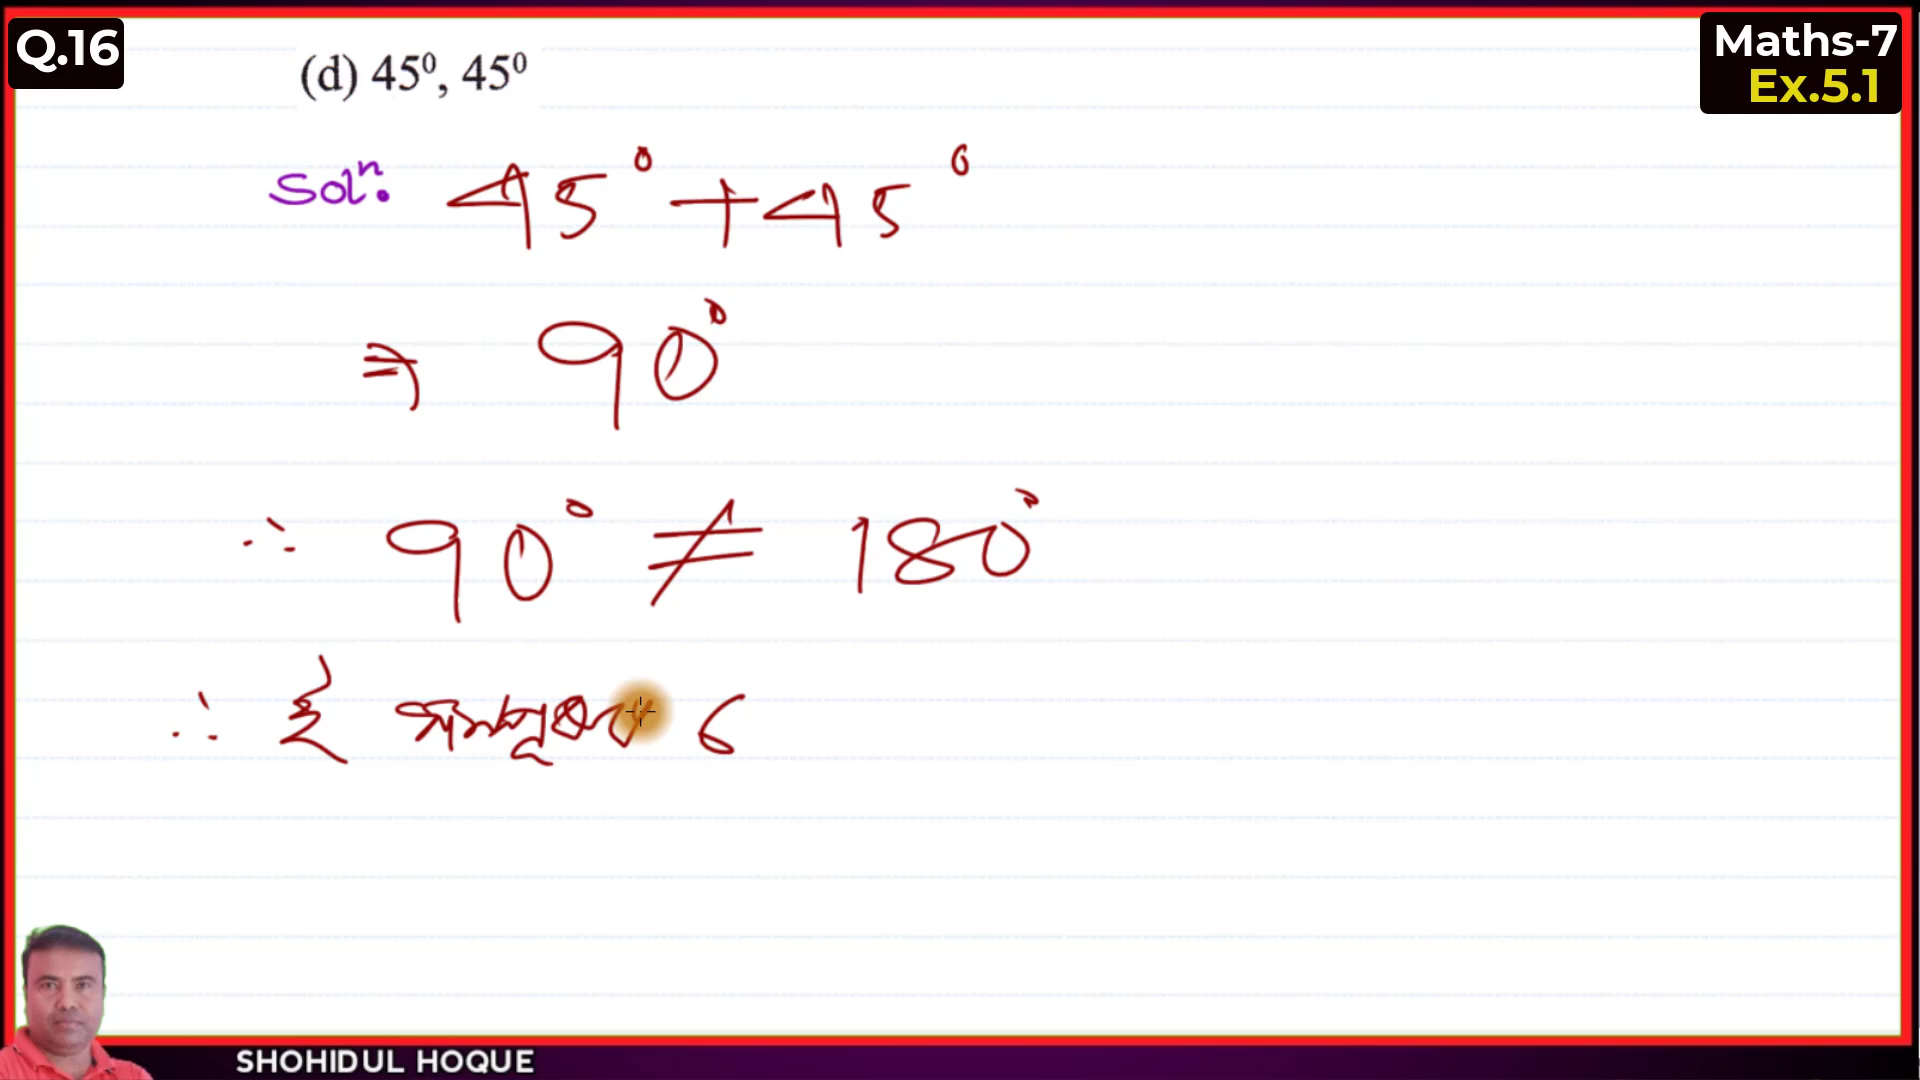 Q.16
Maths-7
Ex.5.1
(d) 45⁰, 45⁰
Solⁿ. 45° + 45°
⇒ 90°
∴ 90° ≠ 180°
∴ ই
SHOHIDUL HOQUE